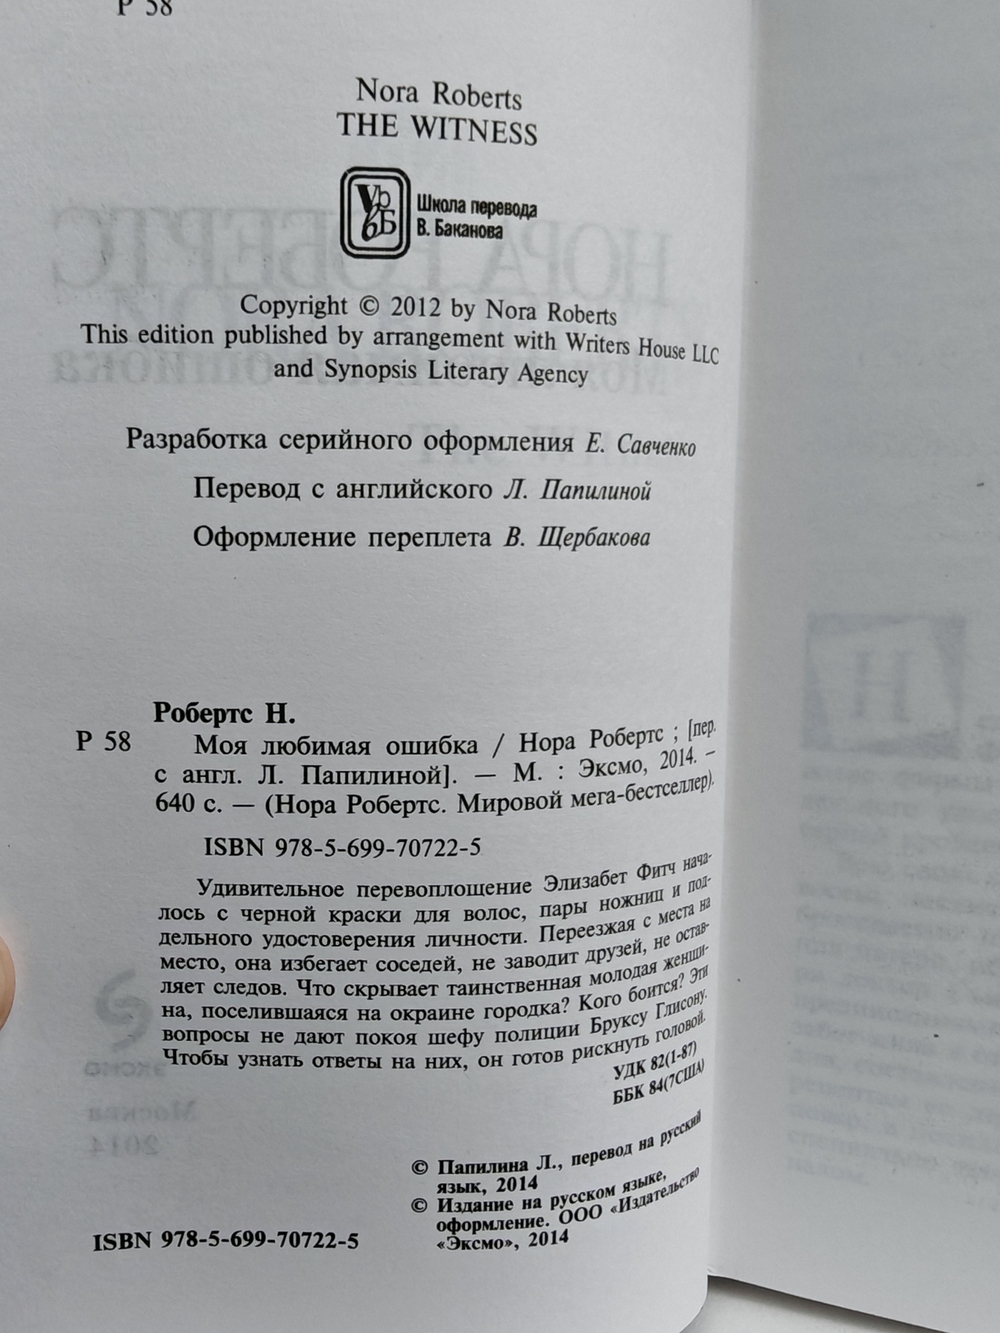 Р 58
Nora Roberts
THE WITNESS
Школа перевода
В. Баканова
Copyright © 2012 by Nora Roberts
This edition published by arrangement with Writers House LLC
and Synopsis Literary Agency
Разработка серийного оформления Е. Савченко
Перевод с английского Л. Папилиной
Оформление переплета В. Щербакова
Робертс Н.
Р 58 Моя любимая ошибка / Нора Робертс ; [пер.
с англ. Л. Папилиной]. — М. : Эксмо, 2014. –
640 с. — (Нора Робертс. Мировой мега-бестселлер).
ISBN 978-5-699-70722-5
Удивительное перевоплощение Элизабет Фитч нача-
лось с черной краски для волос, пары ножниц и под-
дельного удостоверения личности. Переезжая с места на
место, она избегает соседей, не заводит друзей, не остав-
ляет следов. Что скрывает таинственная молодая женщи-
на, поселившаяся на окраине городка? Кого боится? Эти
вопросы не дают покоя шефу полиции Бруксу Глисону.
Чтобы узнать ответы на них, он готов рискнуть головой.
УДК 82(1-87)
ББК 84(7США)
© Папилина Л., перевод на русский
язык, 2014
© Издание на русском языке,
оформление. ООО «Издательство
«Эксмо», 2014
ISBN 978-5-699-70722-5